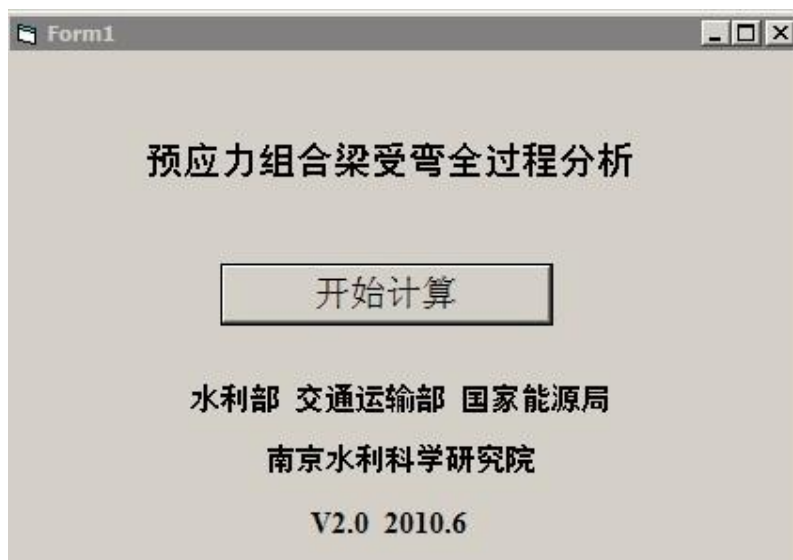 Form1
预应力组合梁受弯全过程分析
开始计算
水利部 交通运输部 国家能源局
南京水利科学研究院
V2.0 2010.6